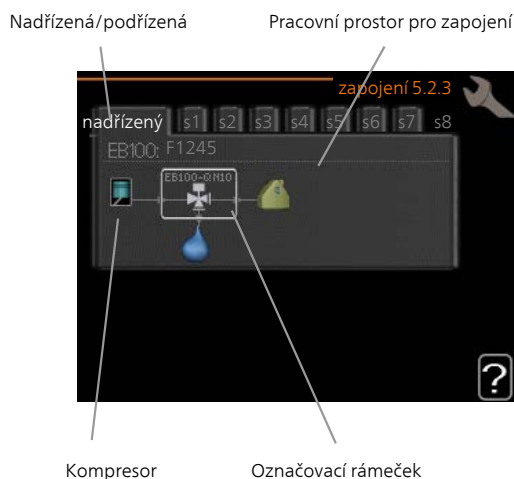 Nadřízená/podřízená
Pracovní prostor pro zapojení
zapojení 5.2.3
nadřízený s1 s2 s3 s4 s5 s6 s7 s8
EB100: F1245
EB100-QN10
?
Kompresor
Označovací rámeček